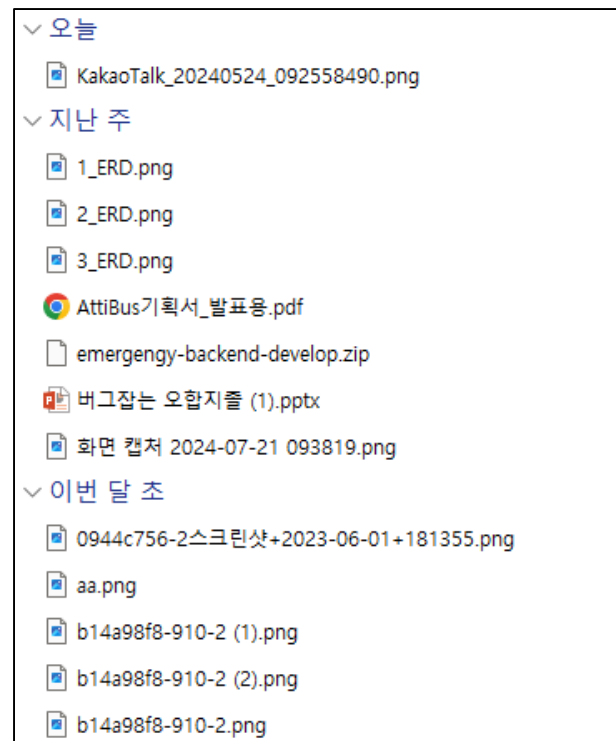 오늘
KakaoTalk_20240524_092558490.png
지난 주
1_ERD.png
2_ERD.png
3_ERD.png
AttiBus기획서_발표용.pdf
emergengy-backend-develop.zip
버그잡는 오합지졸 (1).pptx
화면 캡처 2024-07-21 093819.png
이번 달 초
0944c756-2스크린샷+2023-06-01+181355.png
aa.png
b14a98f8-910-2 (1).png
b14a98f8-910-2 (2).png
b14a98f8-910-2.png